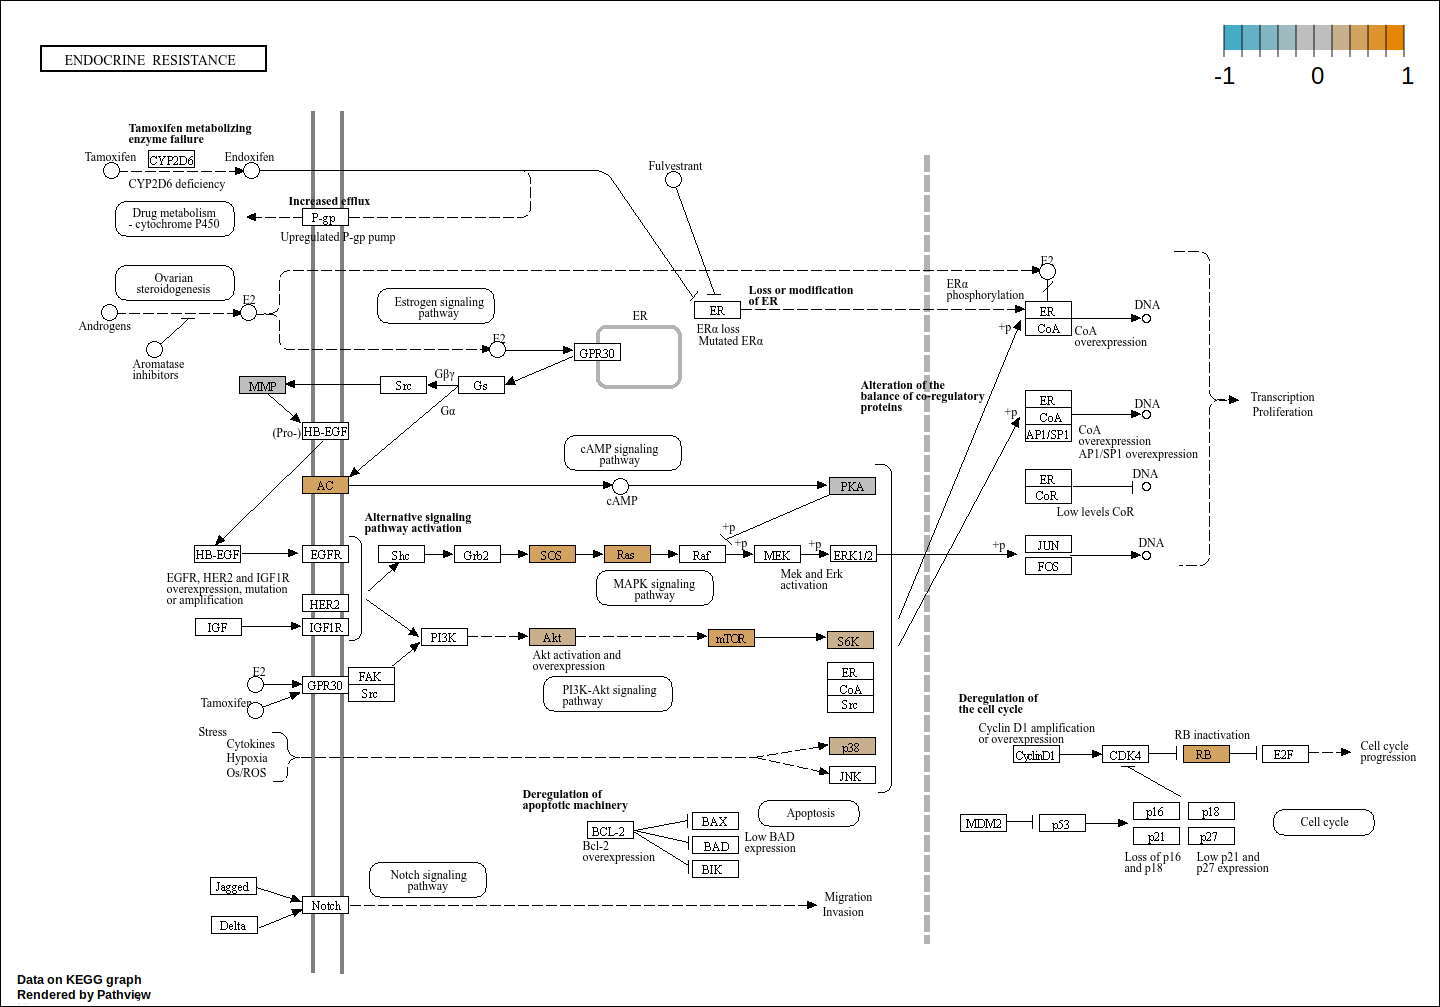 ENDOCRINE RESISTANCE
-1 0 1
Tamoxifen metabolizing
enzyme failure
Tamoxifen
CYP2D6
Endoxifen
CYP2D6 deficiency
Fulvestrant
Increased efflux
Drug metabolism
- cytochrome P450
P-gp
Upregulated P-gp pump
Ovarian
steroidogenesis
E2
Androgens
Aromatase
inhibitors
Estrogen signaling
pathway
E2
GPR30
ER
ER
ERα loss
Mutated ERα
Loss or modification
of ER
E2
ERα
phosphorylation
ER
CoA
+p
DNA
CoA
overexpression
MMP
Src
Gβγ
Gs
Gα
(Pro-)
HB-EGF
Alteration of the
balance of co-regulatory
proteins
+p
ER
CoA
AP1/SP1
DNA
CoA
overexpression
AP1/SP1 overexpression
Transcription
Proliferation
cAMP signaling
pathway
AC
cAMP
PKA
ER
CoR
DNA
Low levels CoR
Alternative signaling
pathway activation
+p
HB-EGF
EGFR
Shc
Grb2
SOS
Ras
Raf
+p
MEK
+p
ERK1/2
+p
JUN
FOS
DNA
EGFR, HER2 and IGF1R
overexpression, mutation
or amplification
HER2
MAPK signaling
pathway
Mek and Erk
activation
IGF
IGF1R
PI3K
Akt
mTOR
S6K
Akt activation and
overexpression
E2
GPR30
FAK
Src
Tamoxifen
PI3K-Akt signaling
pathway
ER
CoA
Src
Stress
Cytokines
Hypoxia
Os/ROS
p38
JNK
Deregulation of
the cell cycle
Cyclin D1 amplification
or overexpression
RB inactivation
CyclinD1
CDK4
RB
E2F
Cell cycle
progression
Deregulation of
apoptotic machinery
Apoptosis
BCL-2
Bcl-2
overexpression
BAX
BAD
BIK
Low BAD
expression
MDM2
p53
p16
p18
p21
p27
Cell cycle
Loss of p16
and p18
Low p21 and
p27 expression
Notch signaling
pathway
Jagged
Delta
Notch
Migration
Invasion
Data on KEGG graph
Rendered by Pathview